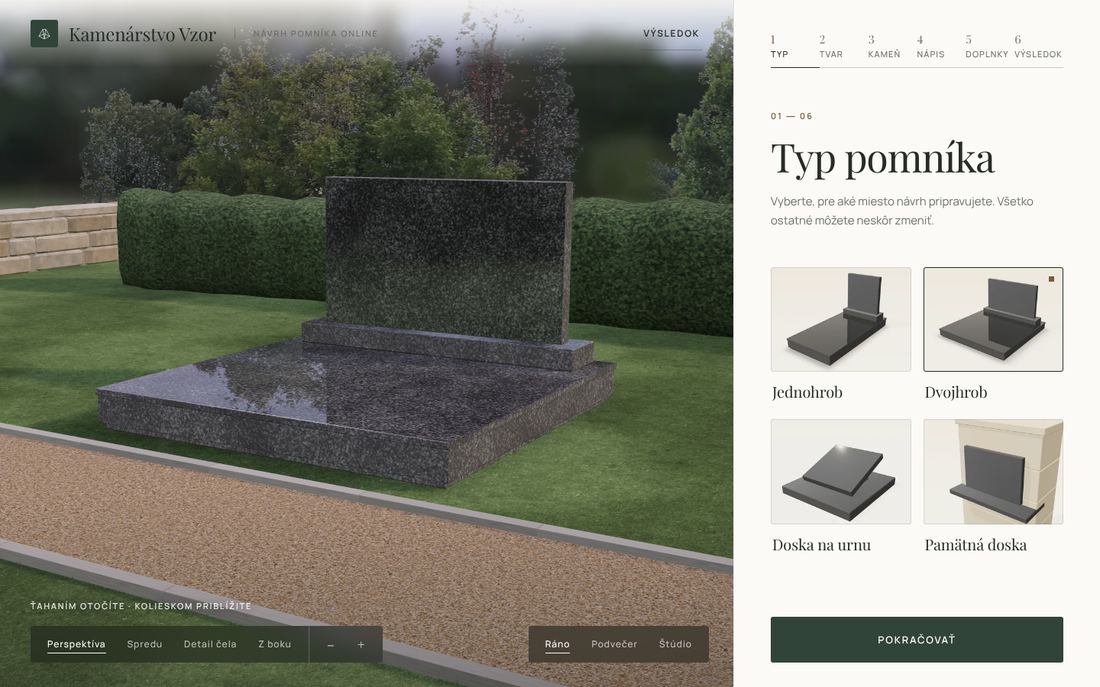 Kamenárstvo Vzor
NÁVRH POMNÍKA ONLINE
VÝSLEDOK
1
TYP
2
TVAR
3
KAMEŇ
4
NÁPIS
5
DOPLNKY
6
VÝSLEDOK
01 — 06
Typ pomníka
Vyberte, pre aké miesto návrh pripravujete. Všetko
ostatné môžete neskôr zmeniť.
Jednohrob
Dvojhrob
Doska na urnu
Pamätná doska
POKRAČOVAŤ
ŤAHANÍM OTOČÍTE · KOLIESKOM PRIBLÍŽITE
Perspektíva
Spredu
Detail čela
Z boku
– +
Ráno
Podvečer
Štúdio